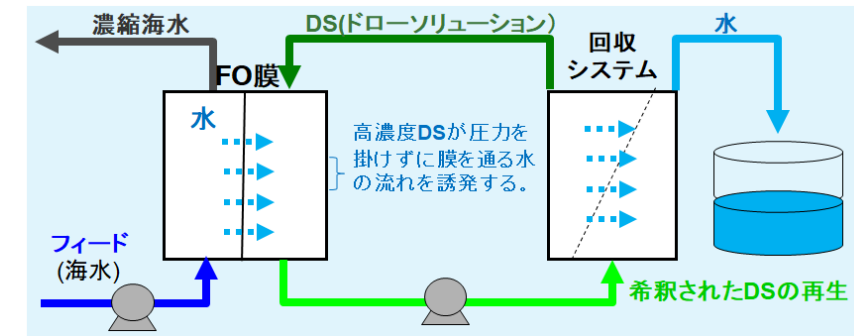 濃縮海水
DS(ドローソリューション）
回収
システム
水
FO膜
水
高濃度DSが圧力を
掛けずに膜を通る水
の流れを誘発する。
フィード
(海水)
希釈されたDSの再生